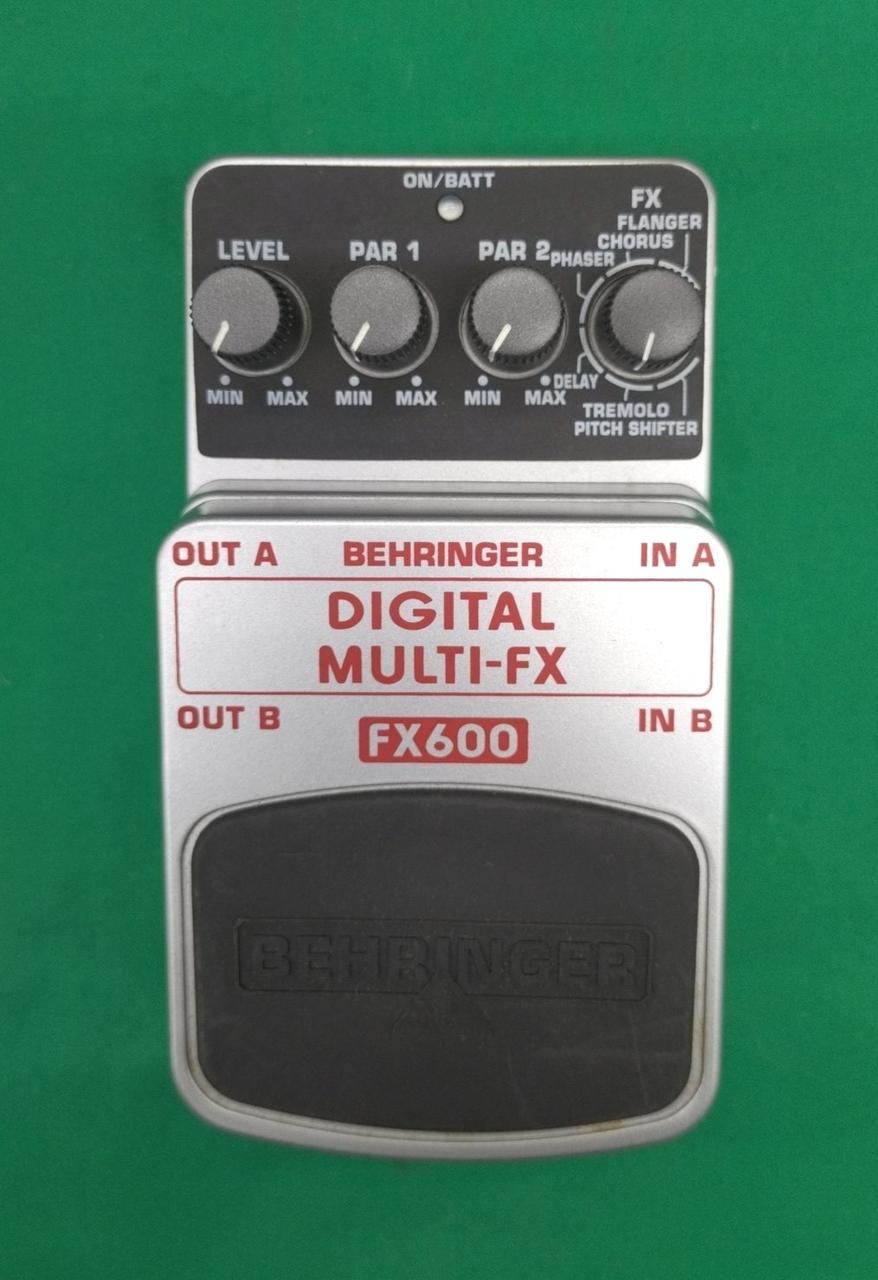 ON/BATT
FX
FLANGER
CHORUS
LEVEL PAR 1 PAR 2 PHASER
DELAY
MIN MAX MIN MAX MIN MAX
TREMOLO
PITCH SHIFTER
OUT A BEHRINGER IN A
DIGITAL
MULTI-FX
OUT B FX600 IN B
BEHRINGER